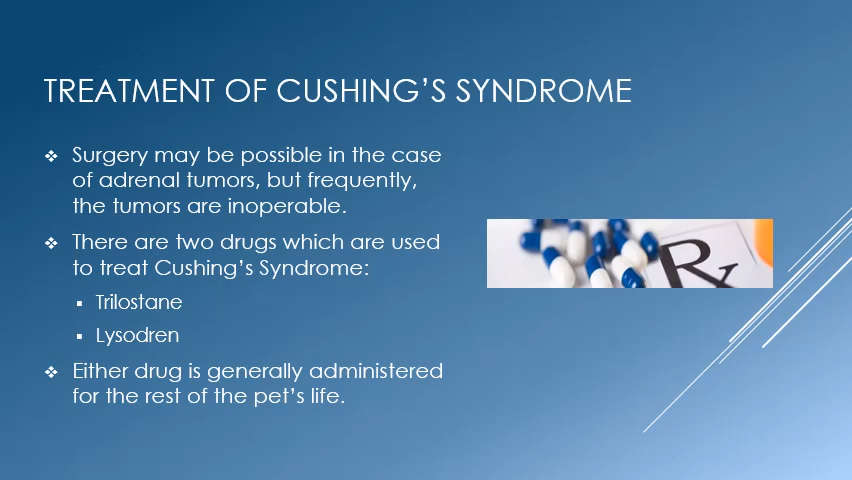 TREATMENT OF CUSHING'S SYNDROME
❖ Surgery may be possible in the case
of adrenal tumors, but frequently,
the tumors are inoperable.
❖ There are two drugs which are used
to treat Cushing's Syndrome:
▪ Trilostane
▪ Lysodren
❖ Either drug is generally administered
for the rest of the pet's life.
Rx